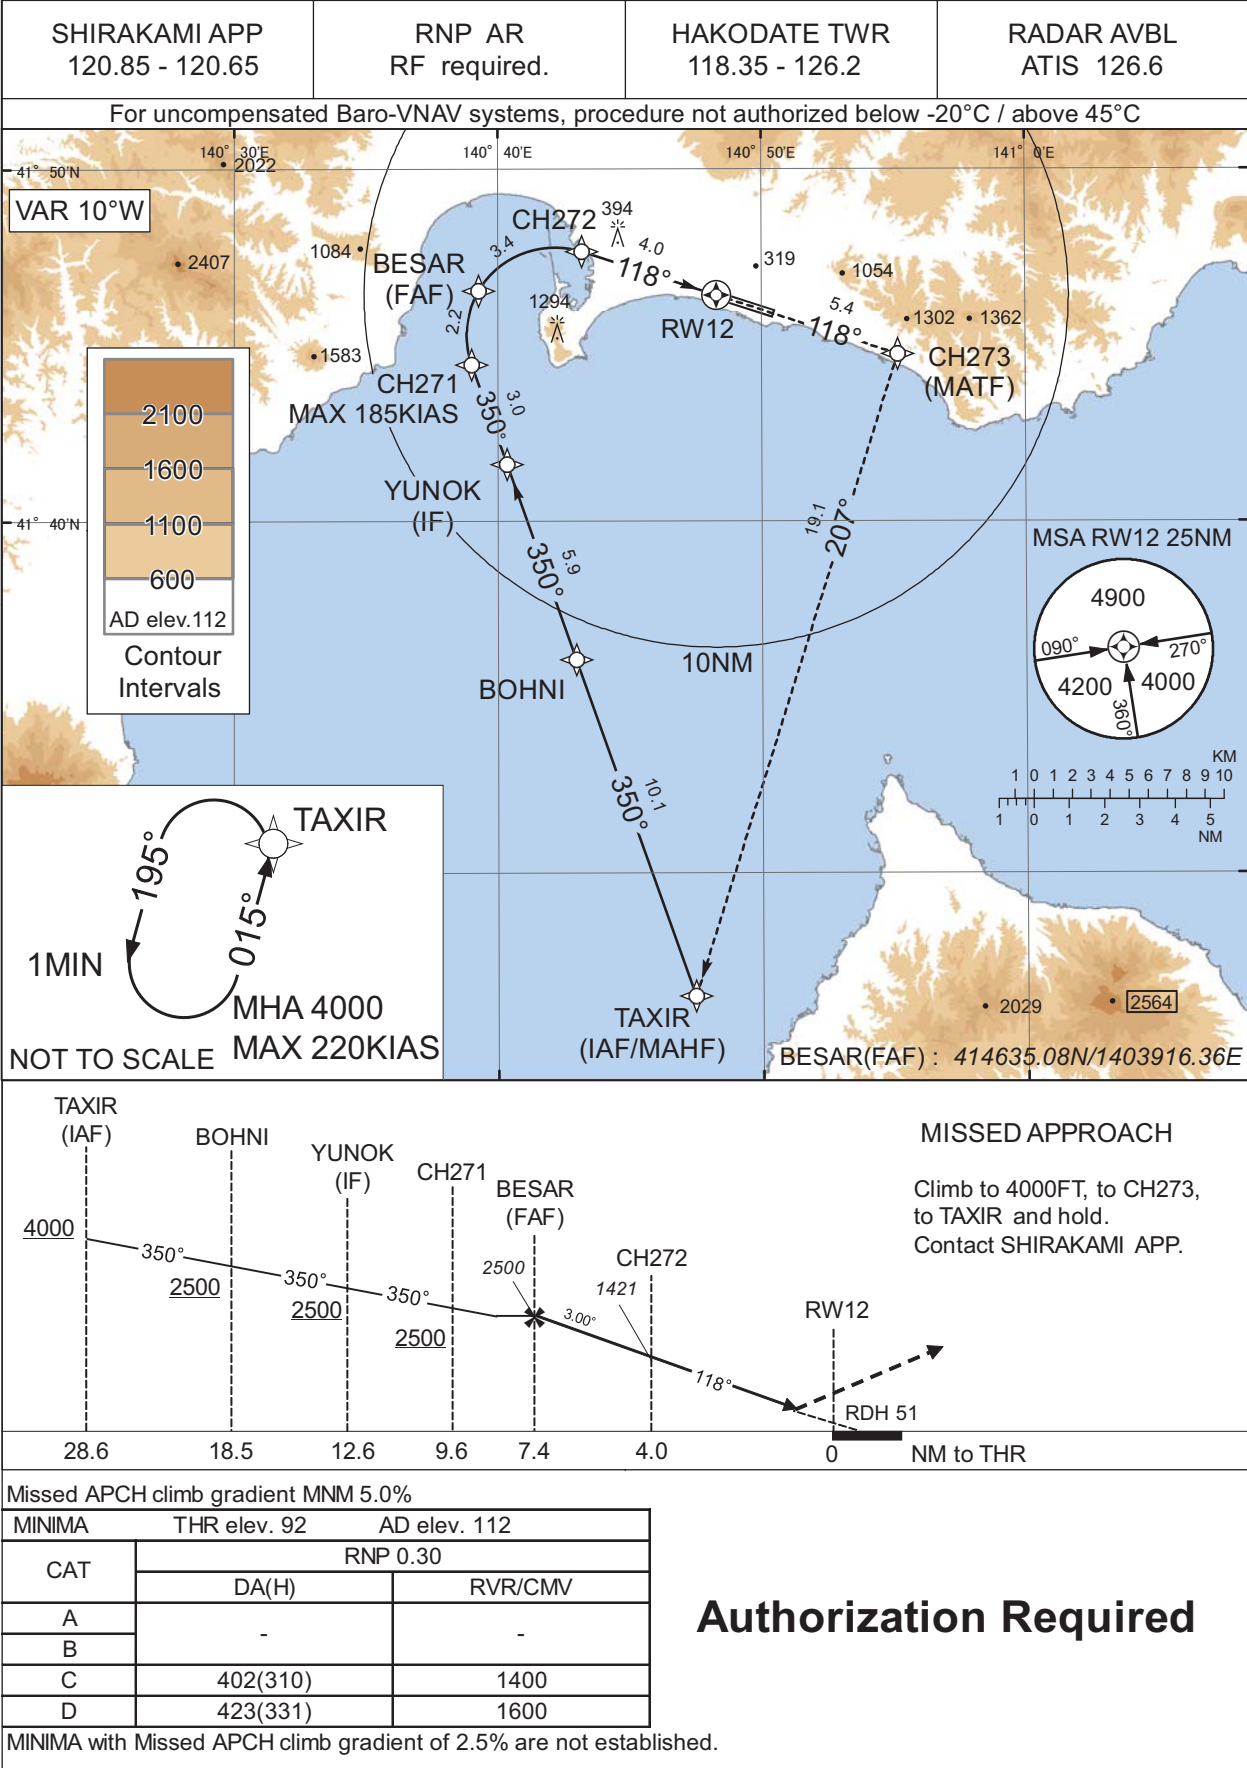 SHIRAKAMI APP
120.85 - 120.65
RNP AR
RF required.
HAKODATE TWR
118.35 - 126.2
RADAR AVBL
ATIS 126.6
For uncompensated Baro-VNAV systems, procedure not authorized below -20°C / above 45°C
140° 30'E
140° 40'E
140° 50'E
141° 0'E
41° 50'N
2022
VAR 10°W
2407
1084
1583
CH272
394
4.0
118°
3.4
BESAR
(FAF)
2.2
1294
319
1054
5.4
118°
1302
1362
RW12
CH273
(MATF)
CH271
MAX 185KIAS
3.0
350°
YUNOK
(IF)
41° 40'N
2100
1600
1100
600
AD elev.112
Contour
Intervals
5.9
350°
19.1
207°
MSA RW12 25NM
4900
090°
270°
4200
4000
360°
10NM
BOHNI
10.1
350°
KM
1 0 1 2 3 4 5 6 7 8 9 10
1 0 1 2 3 4 5
NM
TAXIR
195°
015°
1MIN
MHA 4000
MAX 220KIAS
NOT TO SCALE
TAXIR
(IAF/MAHF)
2029
2564
BESAR(FAF) : 414635.08N/1403916.36E
TAXIR
(IAF)
BOHNI
YUNOK
(IF)
CH271
BESAR
(FAF)
CH272
RW12
MISSED APPROACH
Climb to 4000FT, to CH273,
to TAXIR and hold.
Contact SHIRAKAMI APP.
4000
350°
2500
350°
2500
350°
2500
2500
3.00°
1421
118°
RDH 51
28.6
18.5
12.6
9.6
7.4
4.0
0
NM to THR
Missed APCH climb gradient MNM 5.0%
MINIMA THR elev. 92 AD elev. 112
CAT
RNP 0.30
DA(H) RVR/CMV
A
B
- -
C 402(310) 1400
D 423(331) 1600
MINIMA with Missed APCH climb gradient of 2.5% are not established.
Authorization Required